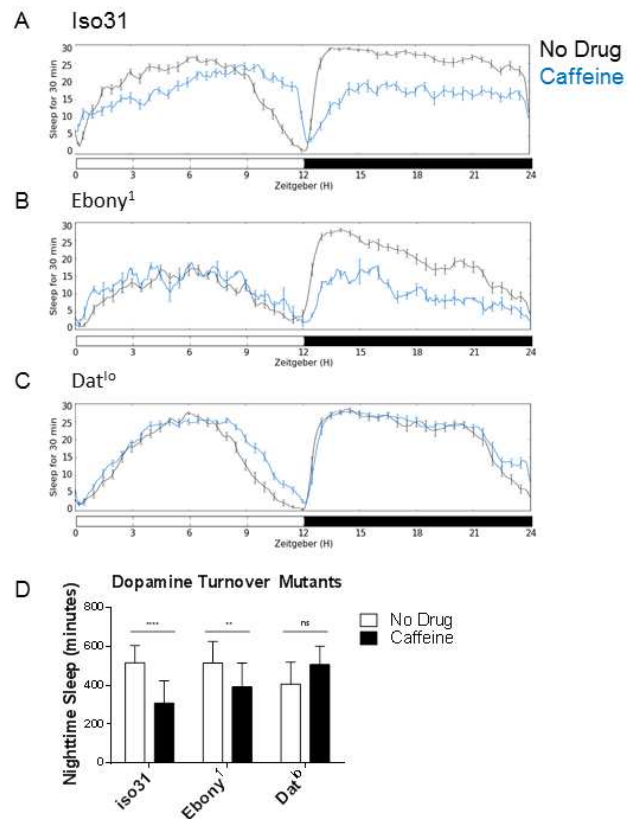 A Iso31
No Drug
Caffeine
Sleep for 30 min
30
25
20
15
10
5
0
0 3 6 9 12 15 18 21 24
Zeitgeber (H)
B Ebony1
Sleep for 30 min
30
25
20
15
10
5
0
0 3 6 9 12 15 18 21 24
Zeitgeber (H)
C Datlo
Sleep for 30 min
30
25
20
15
10
5
0
0 3 6 9 12 15 18 21 24
Zeitgeber (H)
D Dopamine Turnover Mutants
Nighttime Sleep (minutes)
800
600
400
200
0
**** ** ns
No Drug
Caffeine
iso31 Ebony1 Datlo